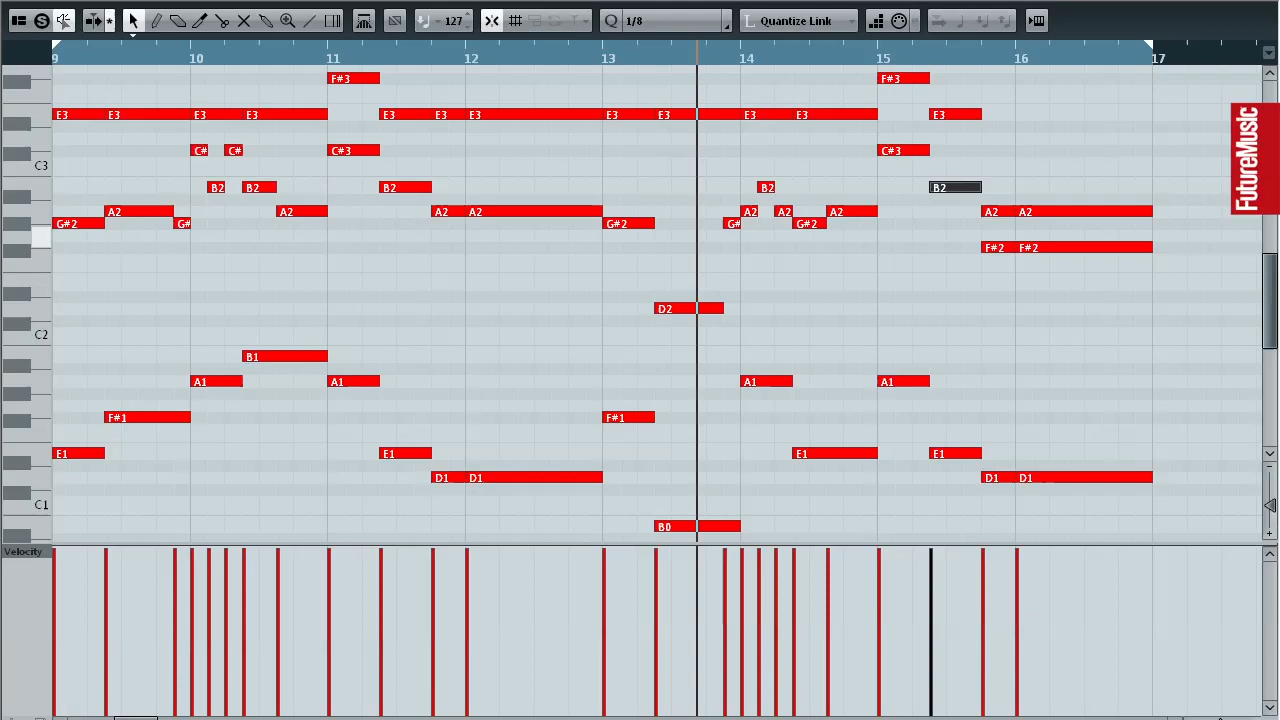 127 Q 1/8 L Quantize Link
9 10 11 12 13 14 15 16 17
F#3 F#3
E3 E3 E3 E3 E3 E3 E3 E3 E3 E3 E3 E3
C# C# C#3 C#3
C3
B2 B2 B2 B2 B2
A2 A2 A2 A2 A2 A2 A2 A2 A2
G#2 G# G#2 G# G#2
F#2 F#2
D2
C2
B1
A1 A1 A1 A1
F#1 F#1
E1 E1 E1 E1
D1 D1 D1 D1
C1
B0
Velocity
FutureMusic